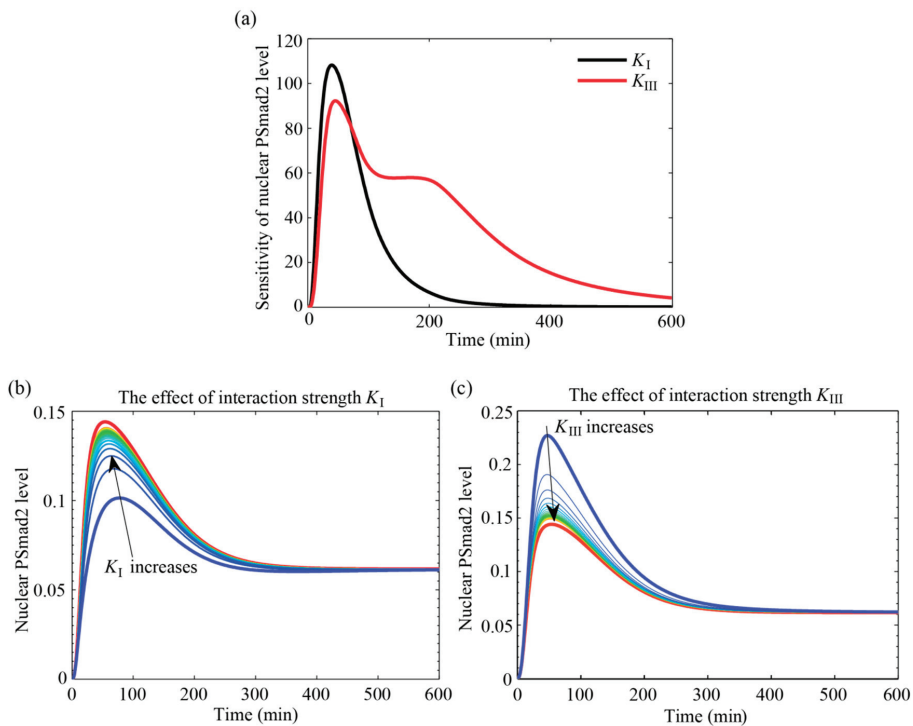 (a)
120
100
80
60
40
20
0
Sensitivity of nuclear PSmad2 level
K_I
K_III
0 200 400 600
Time (min)
(b)
The effect of interaction strength K_I
0.15
0.1
0.05
0
Nuclear PSmad2 level
K_I increases
0 100 200 300 400 500 600
Time (min)
(c)
The effect of interaction strength K_III
0.25
0.2
0.15
0.1
0.05
0
Nuclear PSmad2 level
K_III increases
0 100 200 300 400 500 600
Time (min)